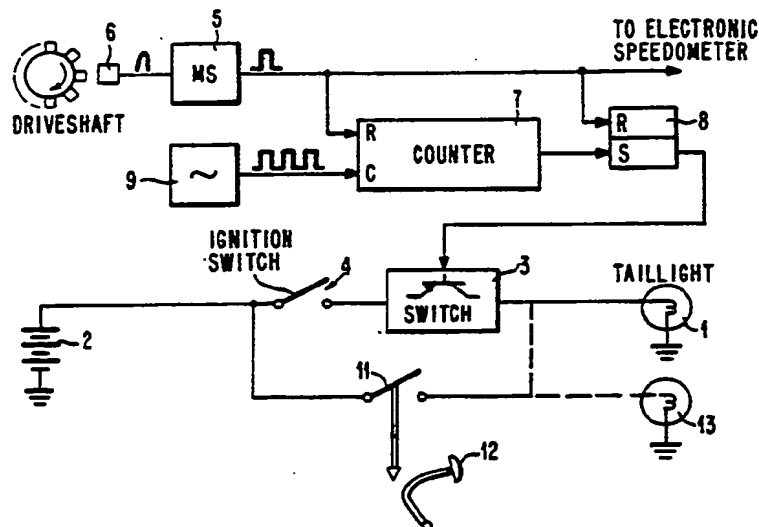 5
TO ELECTRONIC
SPEEDOMETER
6
MS
7
8
DRIVESHAFT
R
COUNTER
C
R
S
9
IGNITION
SWITCH
4
3
TAILLIGHT
SWITCH
1
2
11
13
12